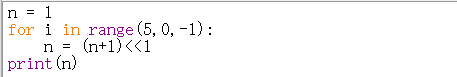 n = 1
for i in range(5,0,-1):
    n = (n+1)<<1
print(n)